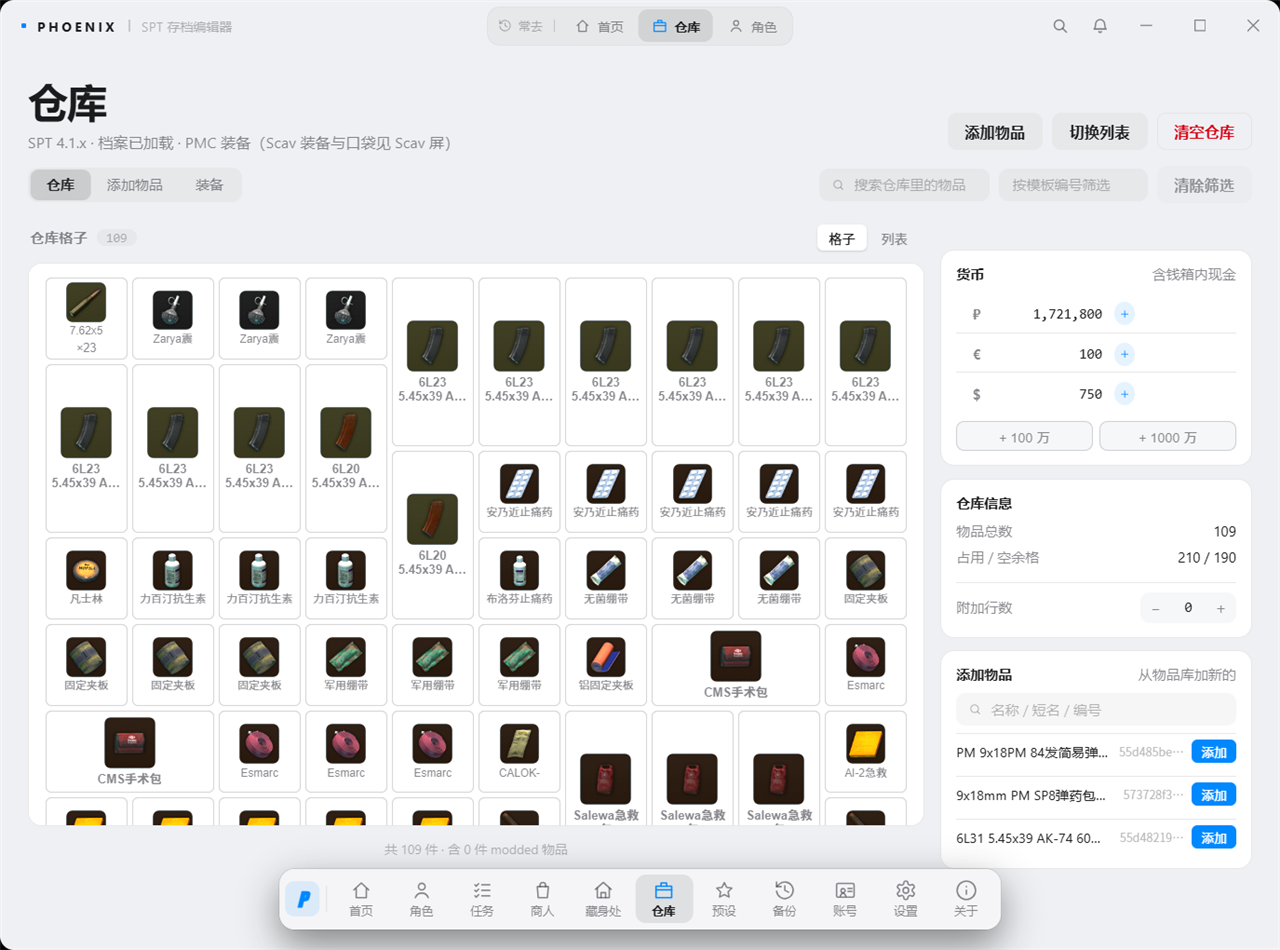 PHOENIX SPT 存档编辑器 常去 首页 仓库 角色
仓库
SPT 4.1.x · 档案已加载 · PMC 装备（Scav 装备与口袋见 Scav 屏）
添加物品 切换列表 清空仓库
仓库 添加物品 装备 搜索仓库里的物品 按模板编号筛选 清除筛选
仓库格子 109 格子 列表
7.62x5
×23
Zarya震 Zarya震 Zarya震
6L23 6L23 6L23 6L23 6L23 6L23
5.45x39 A... 5.45x39 A... 5.45x39 A... 5.45x39 A... 5.45x39 A... 5.45x39 A...
6L23 6L23 6L23 6L20
5.45x39 A... 5.45x39 A... 5.45x39 A... 5.45x39 A...
安乃近止痛药 安乃近止痛药 安乃近止痛药 安乃近止痛药 安乃近止痛药
6L20
5.45x39 A...
凡士林 力百汀抗生素 力百汀抗生素 力百汀抗生素 布洛芬止痛药 无菌绷带 无菌绷带 无菌绷带 固定夹板
固定夹板 固定夹板 固定夹板 军用绷带 军用绷带 军用绷带 铝固定夹板 CMS手术包 Esmarc
CMS手术包 Esmarc Esmarc Esmarc CALOK- AI-2急救
Salewa急救 Salewa急救 Salewa急救
共 109 件 · 含 0 件 modded 物品
货币 含钱箱内现金
₽ 1,721,800 +
€ 100 +
$ 750 +
+ 100 万 + 1000 万
仓库信息
物品总数 109
占用 / 空余格 210 / 190
附加行数 − 0 +
添加物品 从物品库加新的
名称 / 短名 / 编号
PM 9x18PM 84发简易弹... 55d485be··· 添加
9x18mm PM SP8弹药包... 573728f3··· 添加
6L31 5.45x39 AK-74 60... 55d48219··· 添加
首页 角色 任务 商人 藏身处 仓库 预设 备份 账号 设置 关于